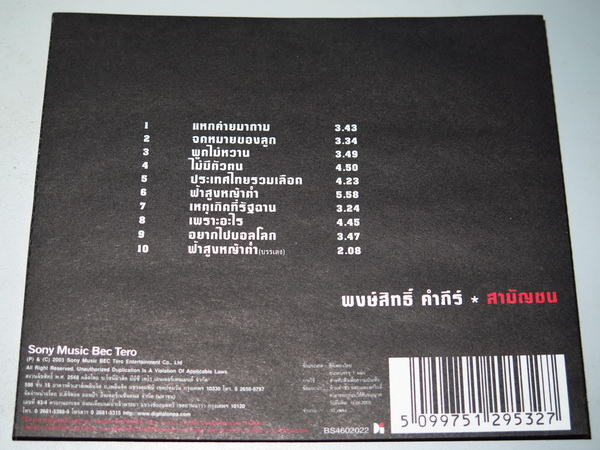 1 แหกค่ายมาถาม 3.43
2 จดหมายของลูก 3.34
3 พูดไม่หวาน 3.49
4 ไม่มีตัวตน 4.50
5 ประเทศไทยรวมเลือด 4.23
6 ฟ้าสูงหญ้าต่ำ 5.58
7 เหตุเกิดที่รัฐฉาน 3.24
8 เพราะอะไร 4.45
9 อยากไปบอลโลก 3.47
10 ฟ้าสูงหญ้าต่ำ (บรรเลง) 2.08
พงษ์สิทธิ์ คำภีร์ * สามัญชน
Sony Music Bec Tero
(P) & (C) 2003 Sony Music BEC Tero Entertainment Co., Ltd
All Right Reserved. Unauthorized Duplication Is A Violation Of Applicable Laws.
BS4602022
5 099751 295327